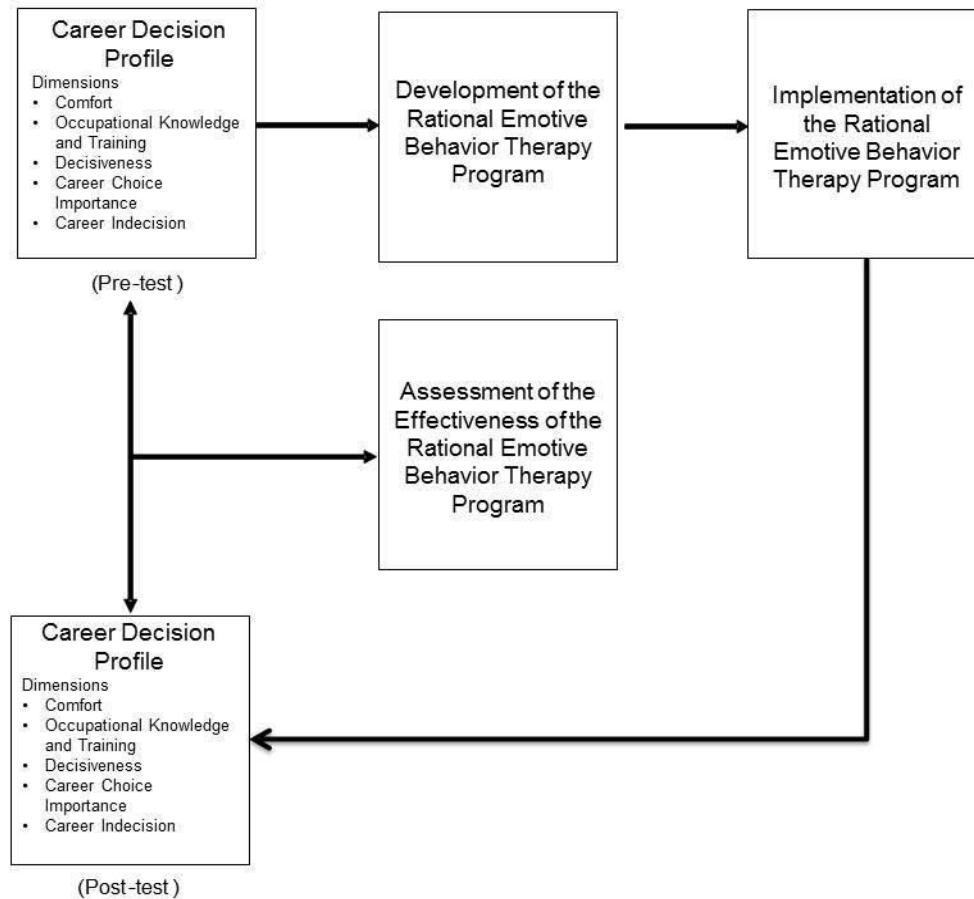 Career Decision
Profile
Dimensions
• Comfort
• Occupational Knowledge
and Training
• Decisiveness
• Career Choice
Importance
• Career Indecision
(Pre-test )
Development of the
Rational Emotive
Behavior Therapy
Program
Implementation of
the Rational
Emotive Behavior
Therapy Program
Assessment of the
Effectiveness of the
Rational Emotive
Behavior Therapy
Program
Career Decision
Profile
Dimensions
• Comfort
• Occupational Knowledge
and Training
• Decisiveness
• Career Choice
Importance
• Career Indecision
(Post-test )